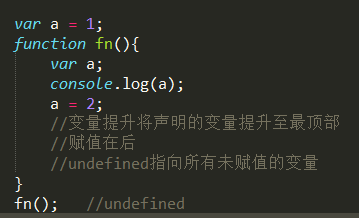 var a = 1;
function fn(){
var a;
console.log(a);
a = 2;
//变量提升将声明的变量提升至最顶部
//赋值在后
//undefined指向所有未赋值的变量
}
fn(); //undefined